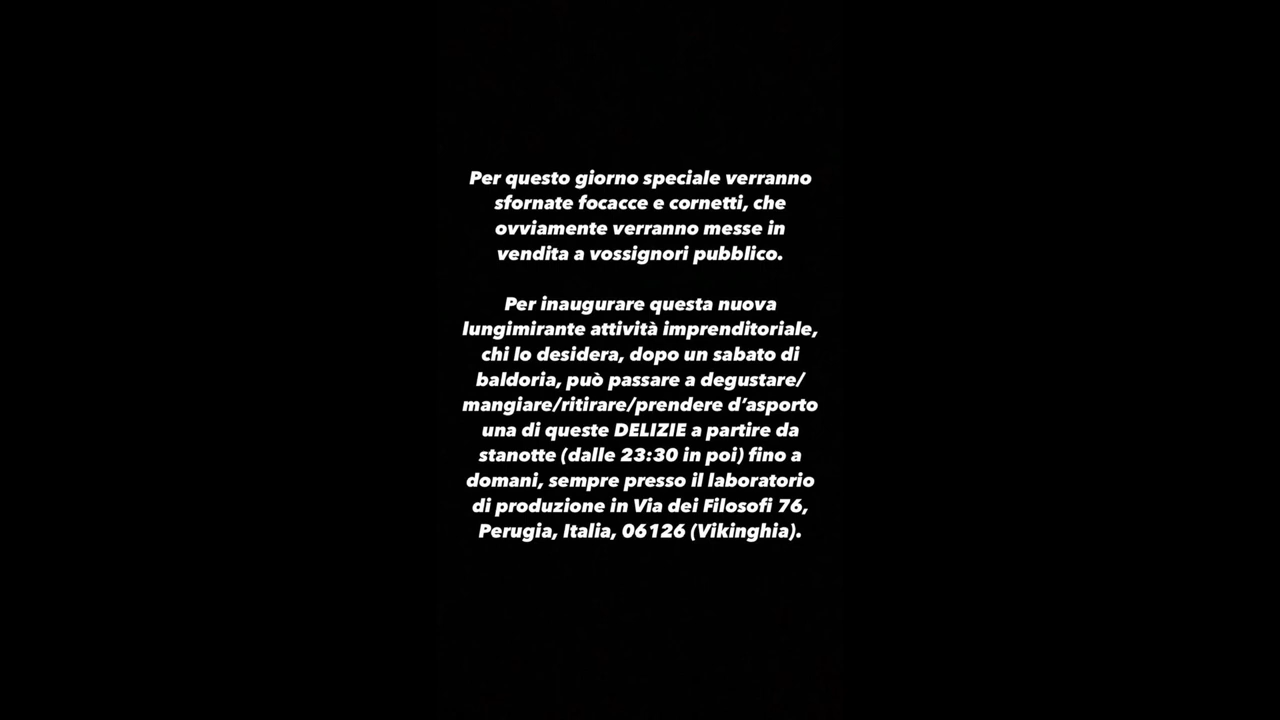 Per questo giorno speciale verranno
sfornate focacce e cornetti, che
ovviamente verranno messe in
vendita a vossignori pubblico.
Per inaugurare questa nuova
lungimirante attività imprenditoriale,
chi lo desidera, dopo un sabato di
baldoria, può passare a degustare/
mangiare/ritirare/prendere d’asporto
una di queste DELIZIE a partire da
stanotte (dalle 23:30 in poi) fino a
domani, sempre presso il laboratorio
di produzione in Via dei Filosofi 76,
Perugia, Italia, 06126 (Vikinghia).